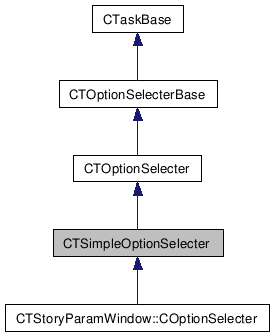 CTaskBase
CTOptionSelecterBase
CTOptionSelecter
CTSimpleOptionSelecter
CTStoryParamWindow::COptionSelecter